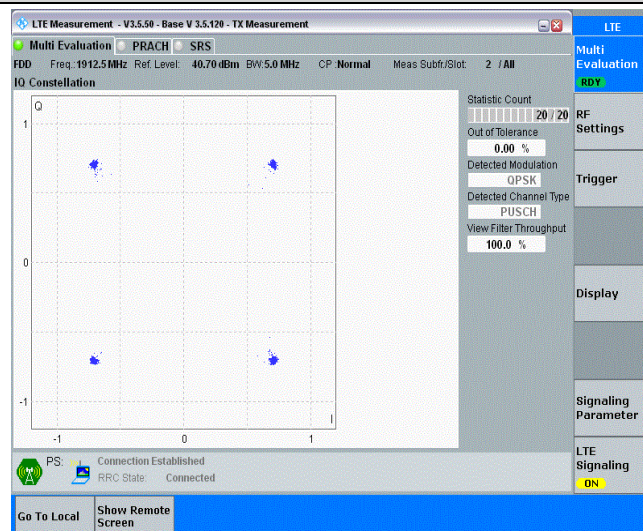 LTE Measurement - V3.5.50 - Base V 3.5.120 - TX Measurement
LTE
Multi Evaluation PRACH SRS
FDD Freq.:1912.5 MHz Ref. Level: 40.70 dBm BW:5.0 MHz CP :Normal Meas Subfr./Slot: 2 / All
IQ Constellation
Q
1
0
-1
I
-1 0 1
Statistic Count
20 / 20
Out of Tolerance
0.00 %
Detected Modulation
QPSK
Detected Channel Type
PUSCH
View Filter Throughput
100.0 %
Multi
Evaluation
RDY
RF
Settings
Trigger
Display
Signaling
Parameter
LTE
Signaling
ON
PS: Connection Established
RRC State: Connected
Go To Local
Show Remote
Screen